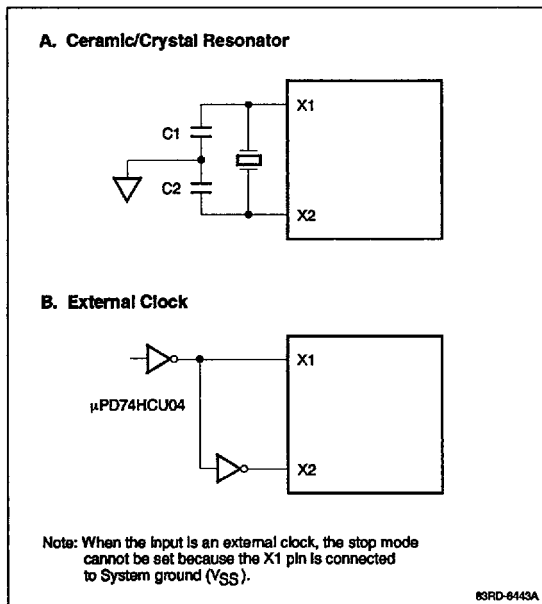 A. Ceramic/Crystal Resonator
X1
C1
C2
X2
B. External Clock
X1
μPD74HCU04
X2
Note: When the input is an external clock, the stop mode
cannot be set because the X1 pin is connected
to System ground (VSS).
83RD-6443A